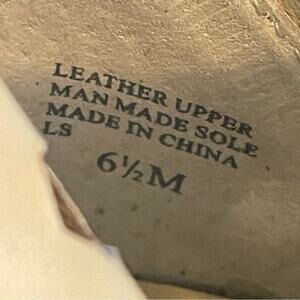 LEATHER UPPER
MAN MADE SOLE
MADE IN CHINA
LS
6½M